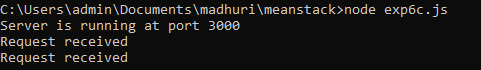 C:\Users\admin\Documents\madhuri\meanstack>node exp6c.js
Server is running at port 3000
Request received
Request received